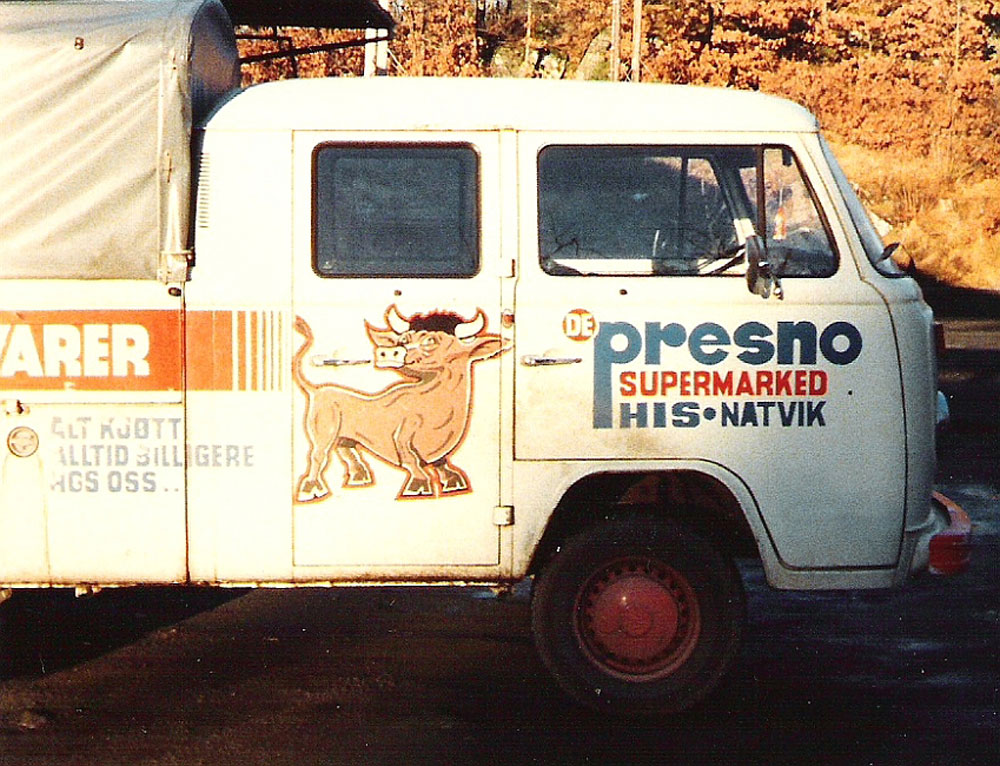 VARER
ALT KJØTT
ALLTID BILLIGERE
HOS OSS..
DE presno
SUPERMARKED
HIS•NATVIK